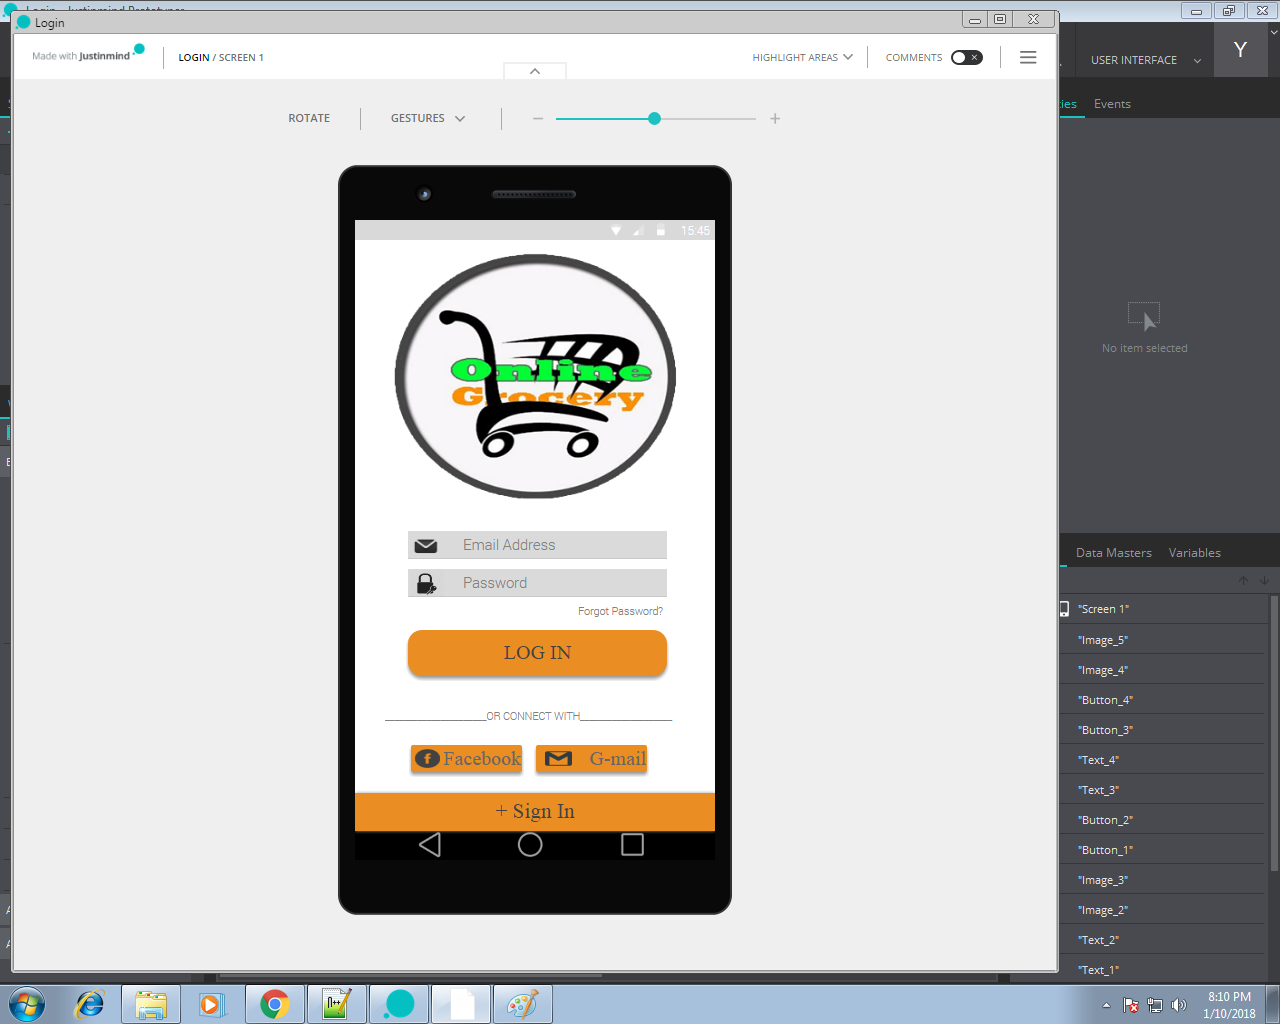 Login - Justinmind Prototyper
Login
Made with Justinmind
LOGIN / SCREEN 1
HIGHLIGHT AREAS
COMMENTS
USER INTERFACE
Y
Events
ROTATE
GESTURES
15:45
Online
Grocery
No item selected
Email Address
Password
Forgot Password?
LOG IN
OR CONNECT WITH
Facebook
G-mail
+ Sign In
Data Masters
Variables
"Screen 1"
"Image_5"
"Image_4"
"Button_4"
"Button_3"
"Text_4"
"Text_3"
"Button_2"
"Button_1"
"Image_3"
"Image_2"
"Text_2"
"Text_1"
8:10 PM
1/10/2018